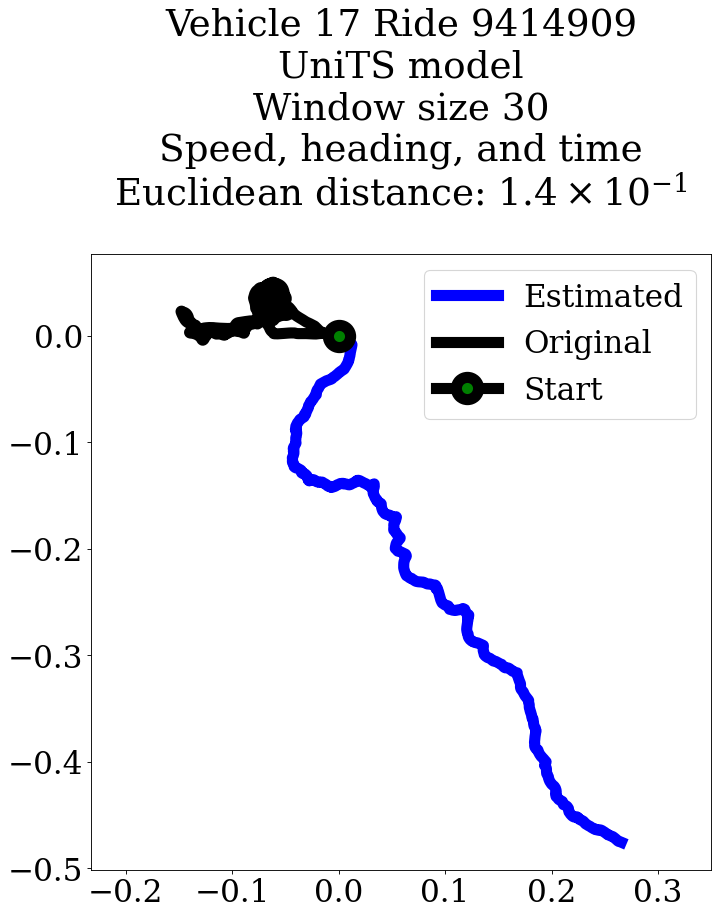 Vehicle 17 Ride 9414909
UniTS model
Window size 30
Speed, heading, and time
Euclidean distance: 1.4 × 10⁻¹
Estimated
Original
Start
0.0
−0.1
−0.2
−0.3
−0.4
−0.5
−0.2 −0.1 0.0 0.1 0.2 0.3